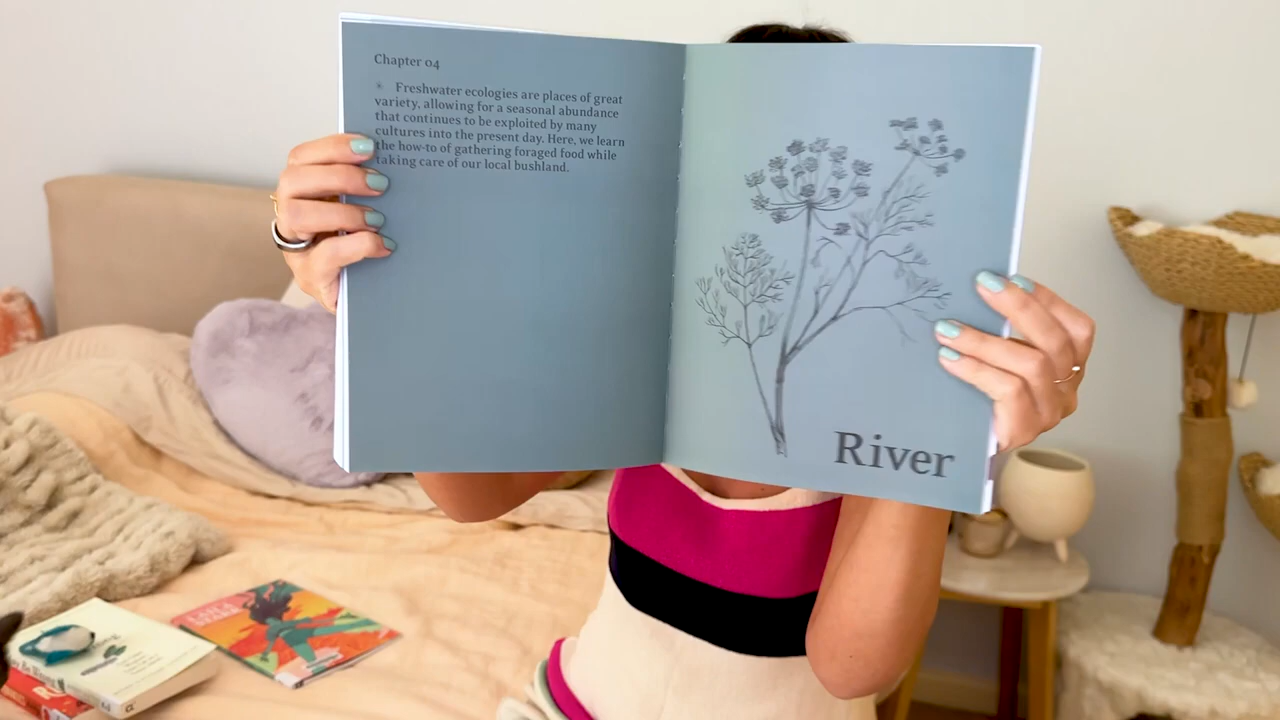 Chapter 04
Freshwater ecologies are places of great
variety, allowing for a seasonal abundance
that continues to be exploited by many
cultures into the present day. Here, we learn
the how-to of gathering foraged food while
taking care of our local bushland.
River